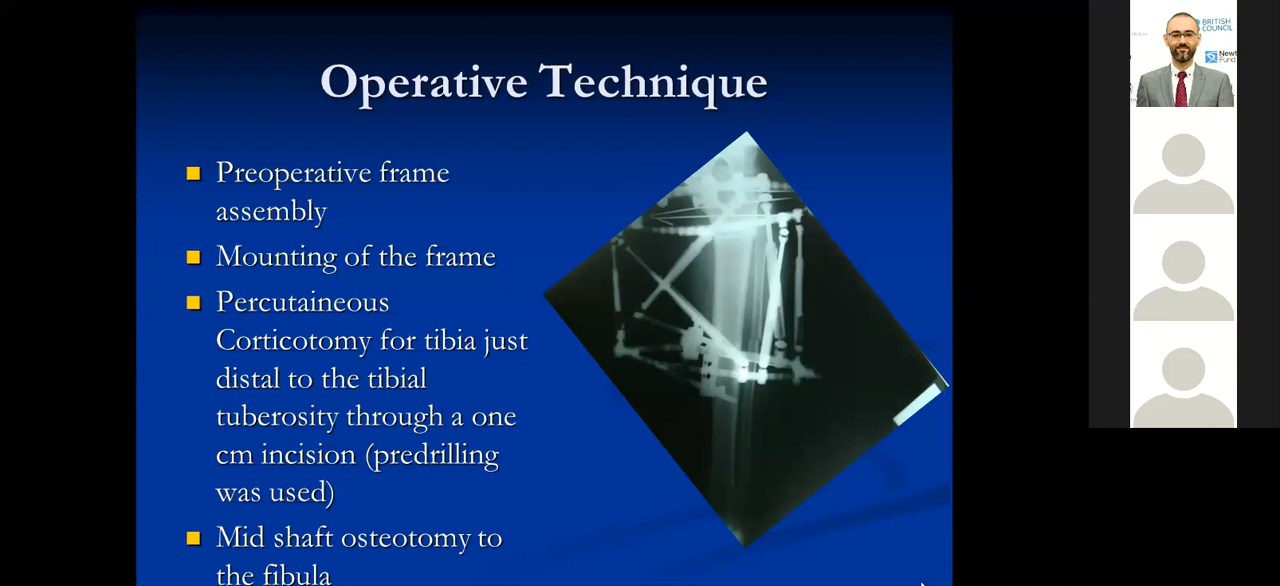 Operative Technique
Preoperative frame
assembly
Mounting of the frame
Percutaineous
Corticotomy for tibia just
distal to the tibial
tuberosity through a one
cm incision (predrilling
was used)
Mid shaft osteotomy to
the fibula
BRITISH
COUNCIL
Fund